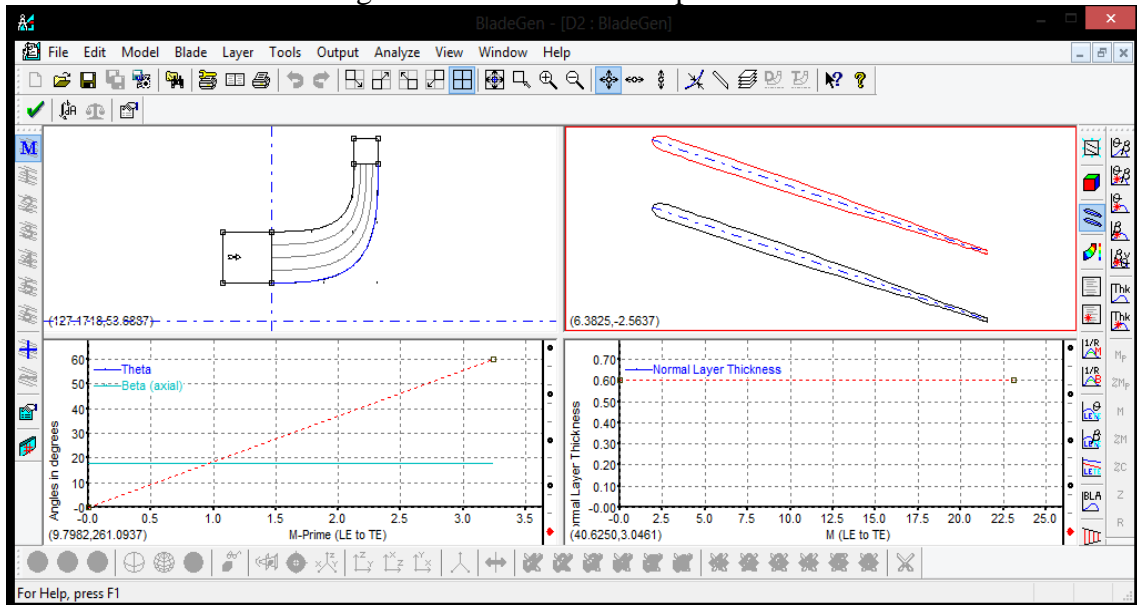 BladeGen - [D2 : BladeGen]
File Edit Model Blade Layer Tools Output Analyze View Window Help
M
(127.1718,53.6837)
(6.3825,-2.5637)
Theta
Beta (axial)
60
50
40
30
20
10
-0
Angles in degrees
-0.0 0.5 1.0 1.5 2.0 2.5 3.0 3.5
(9.7982,261.0937)
M-Prime (LE to TE)
Normal Layer Thickness
0.70
0.60
0.50
0.40
0.30
0.20
0.10
-0.00
ormal Layer Thickness
-0.0 2.5 5.0 7.5 10.0 12.5 15.0 17.5 20.0 22.5 25.0
(40.6250,3.0461)
M (LE to TE)
Thk
Thk
1/R
1/R
BLA
Mp
ΣMp
M
ΣM
ΣC
Z
R
For Help, press F1